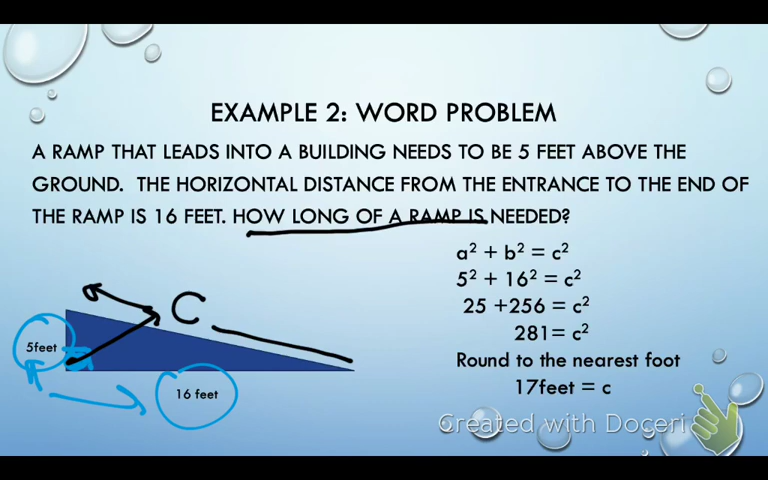 EXAMPLE 2: WORD PROBLEM
A RAMP THAT LEADS INTO A BUILDING NEEDS TO BE 5 FEET ABOVE THE
GROUND. THE HORIZONTAL DISTANCE FROM THE ENTRANCE TO THE END OF
THE RAMP IS 16 FEET. HOW LONG OF A RAMP IS NEEDED?
a² + b² = c²
5² + 16² = c²
25 +256 = c²
281= c²
Round to the nearest foot
17feet = c
C
5feet
16 feet
Created with Doceri